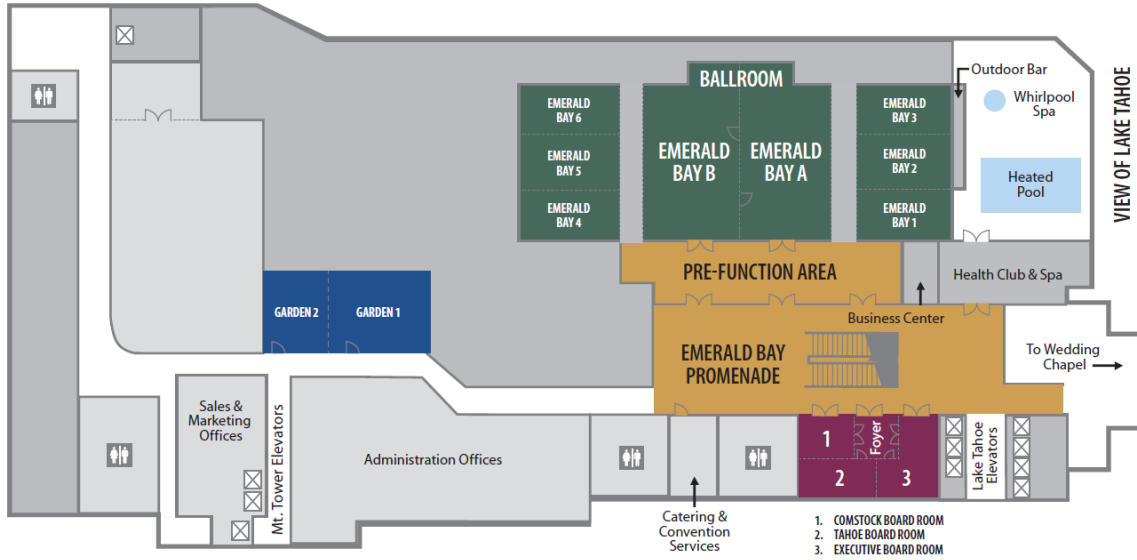 BALLROOM
Outdoor Bar
Whirlpool
Spa
Heated
Pool
VIEW OF LAKE TAHOE
EMERALD
BAY 6
EMERALD
BAY 5
EMERALD
BAY 4
EMERALD
BAY B
EMERALD
BAY A
EMERALD
BAY 3
EMERALD
BAY 2
EMERALD
BAY 1
PRE-FUNCTION AREA
Health Club & Spa
Business Center
GARDEN 2
GARDEN 1
EMERALD BAY
PROMENADE
To Wedding
Chapel
Sales &
Marketing
Offices
Mt. Tower Elevators
Administration Offices
1
Foyer
2
3
Lake Tahoe
Elevators
Catering &
Convention
Services
1. COMSTOCK BOARD ROOM
2. TAHOE BOARD ROOM
3. EXECUTIVE BOARD ROOM